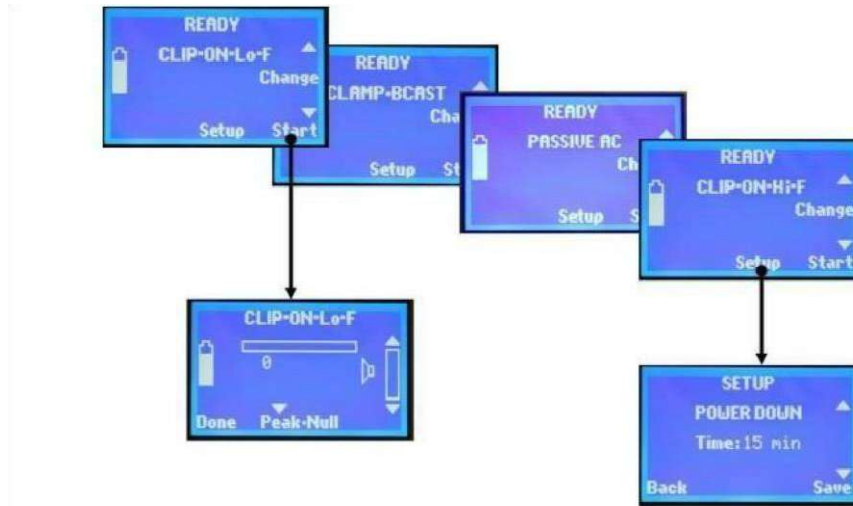 READY
CLIP-ON-Lo-F
Change
Setup Start
READY
CLAMP-BCAST
Setup
READY
PASSIVE AC
Setup
READY
CLIP-ON-Hi-F
Change
Setup Start
CLIP-ON-Lo-F
0
Done Peak-Null
SETUP
POWER DOWN
Time: 15 min
Back Save